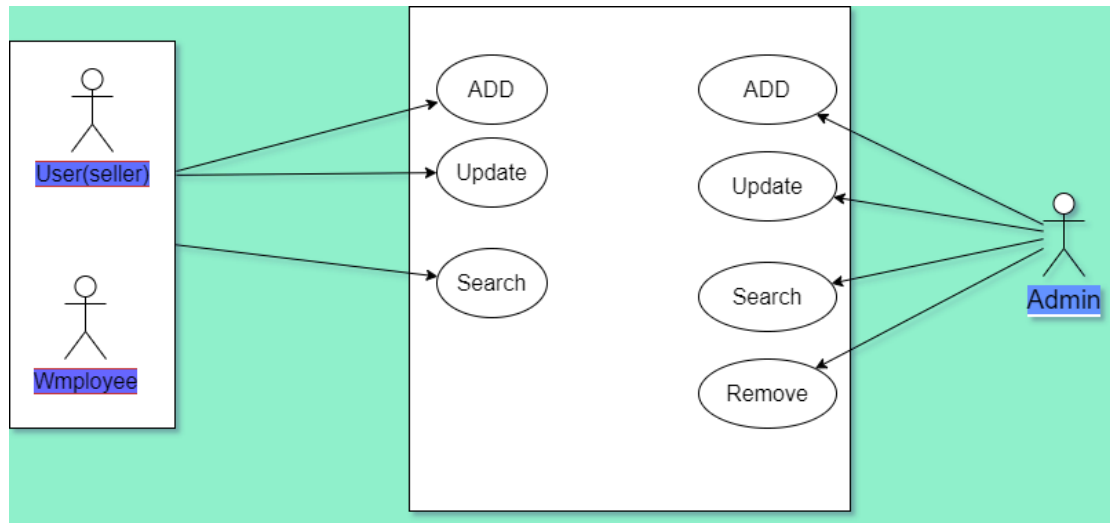 User(seller)
Wmployee
ADD
Update
Search
ADD
Update
Search
Remove
Admin